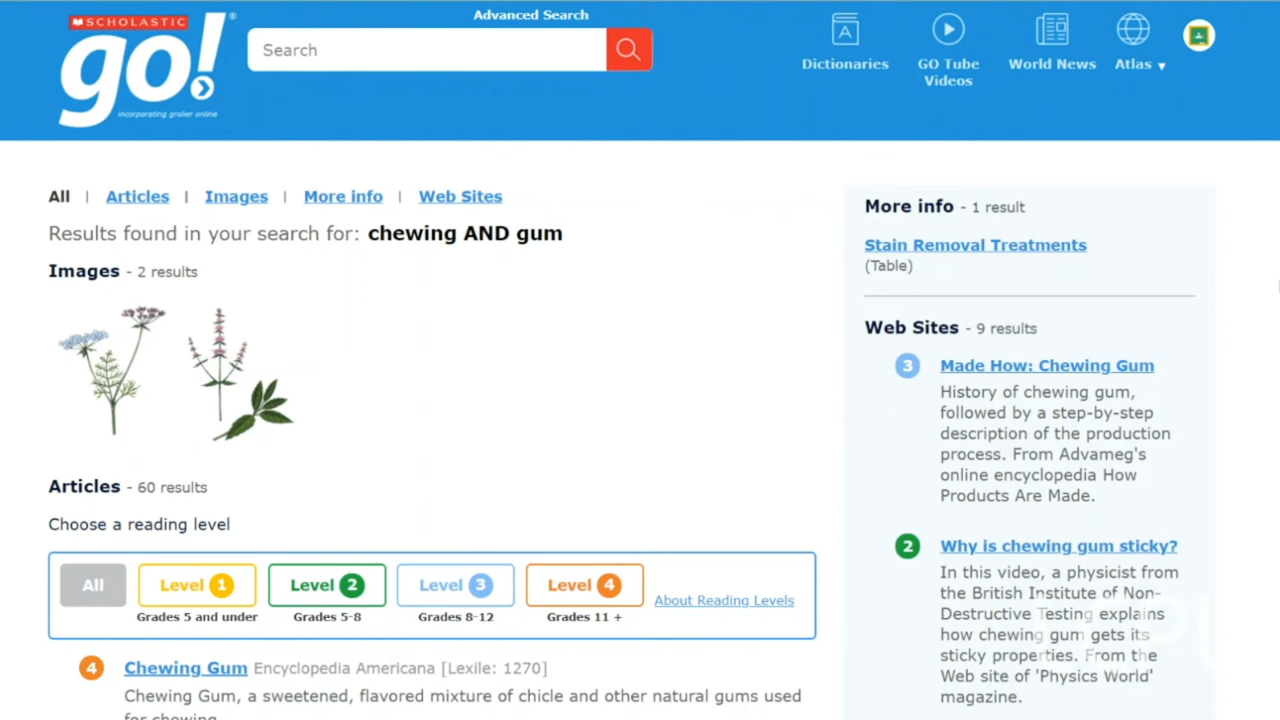 SCHOLASTIC
go!
incorporating grolier online
Advanced Search
Search
Dictionaries
GO Tube
Videos
World News
Atlas ▼
All | Articles | Images | More info | Web Sites
Results found in your search for: chewing AND gum
Images - 2 results
Articles - 60 results
Choose a reading level
All
Level 1
Level 2
Level 3
Level 4
About Reading Levels
Grades 5 and under
Grades 5-8
Grades 8-12
Grades 11 +
4 Chewing Gum Encyclopedia Americana [Lexile: 1270]
Chewing Gum, a sweetened, flavored mixture of chicle and other natural gums used
for chewing.
More info - 1 result
Stain Removal Treatments
(Table)
Web Sites - 9 results
3 Made How: Chewing Gum
History of chewing gum,
followed by a step-by-step
description of the production
process. From Advameg's
online encyclopedia How
Products Are Made.
2 Why is chewing gum sticky?
In this video, a physicist from
the British Institute of Non-
Destructive Testing explains
how chewing gum gets its
sticky properties. From the
Web site of 'Physics World'
magazine.